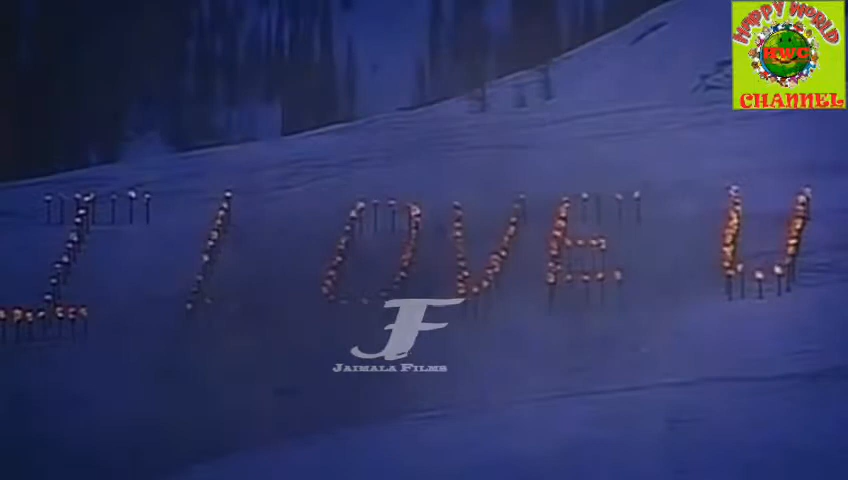 HAPPY WORLD
HWC
CHANNEL
I LOVE U
JF
JAIMALA FILMS